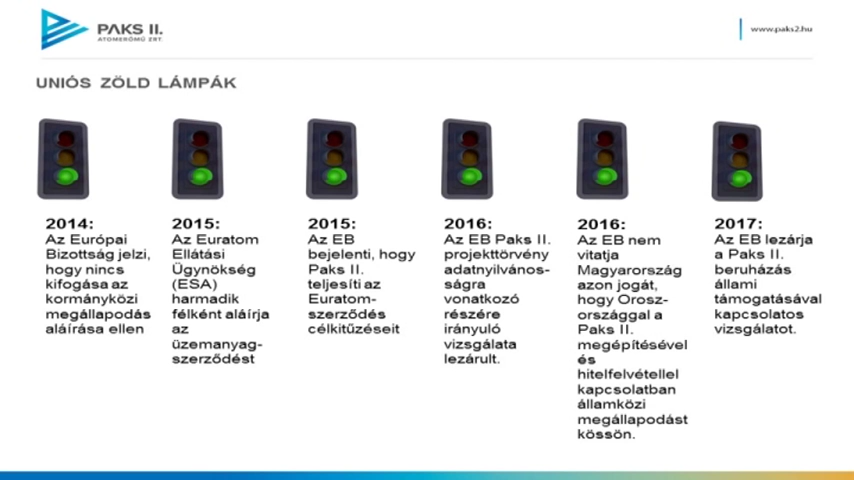 PAKS II.
ATOMERŐMŰ ZRT.
www.paks2.hu
UNIÓS ZÖLD LÁMPÁK
2014:
Az Európai
Bizottság jelzi,
hogy nincs
kifogása az
kormányközi
megállapodás
aláírása ellen
2015:
Az Euratom
Ellátási
Ügynökség
(ESA)
harmadik
félként aláírja
az
üzemanyag-
szerződést
2015:
Az EB
bejelenti, hogy
Paks II.
teljesíti az
Euratom-
szerződés
célkitűzéseit
2016:
Az EB Paks II.
projekttörvény
adatnyilvános-
ságra
vonatkozó
részére
irányuló
vizsgálata
lezárult.
2016:
Az EB nem
vitatja
Magyarország
azon jogát,
hogy Orosz-
országgal a
Paks II.
megépítésével
és
hitelfelvétellel
kapcsolatban
államközi
megállapodást
kössön.
2017:
Az EB lezárja
a Paks II.
beruházás
állami
támogatásával
kapcsolatos
vizsgálatot.